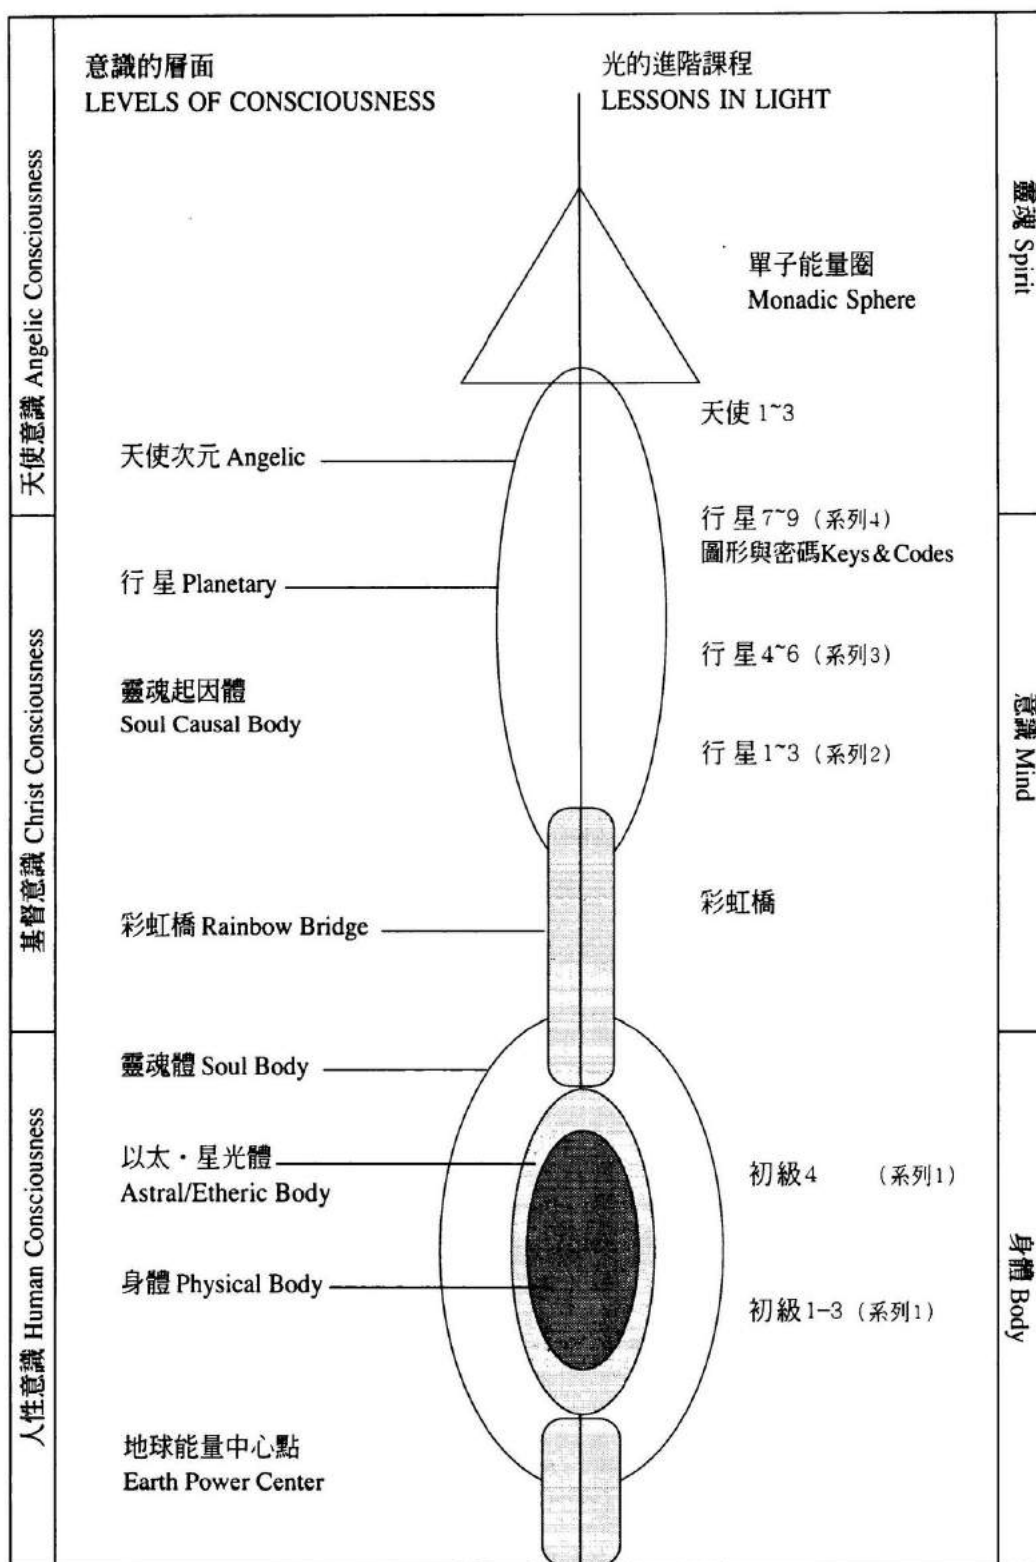 意識的層面
LEVELS OF CONSCIOUSNESS
光的進階課程
LESSONS IN LIGHT
天使意識 Angelic Consciousness
基督意識 Christ Consciousness
人性意識 Human Consciousness
單子能量圈
Monadic Sphere
天使次元 Angelic
行 星 Planetary
靈魂起因體
Soul Causal Body
彩虹橋 Rainbow Bridge
靈魂體 Soul Body
以太・星光體
Astral/Etheric Body
身體 Physical Body
地球能量中心點
Earth Power Center
天使 1~3
行 星 7~9 (系列4)
圖形與密碼Keys & Codes
行 星 4~6 (系列3)
行 星 1~3 (系列2)
彩虹橋
初級 4 (系列1)
初級 1-3 (系列1)
靈魂 Spirit
意識 Mind
身體 Body